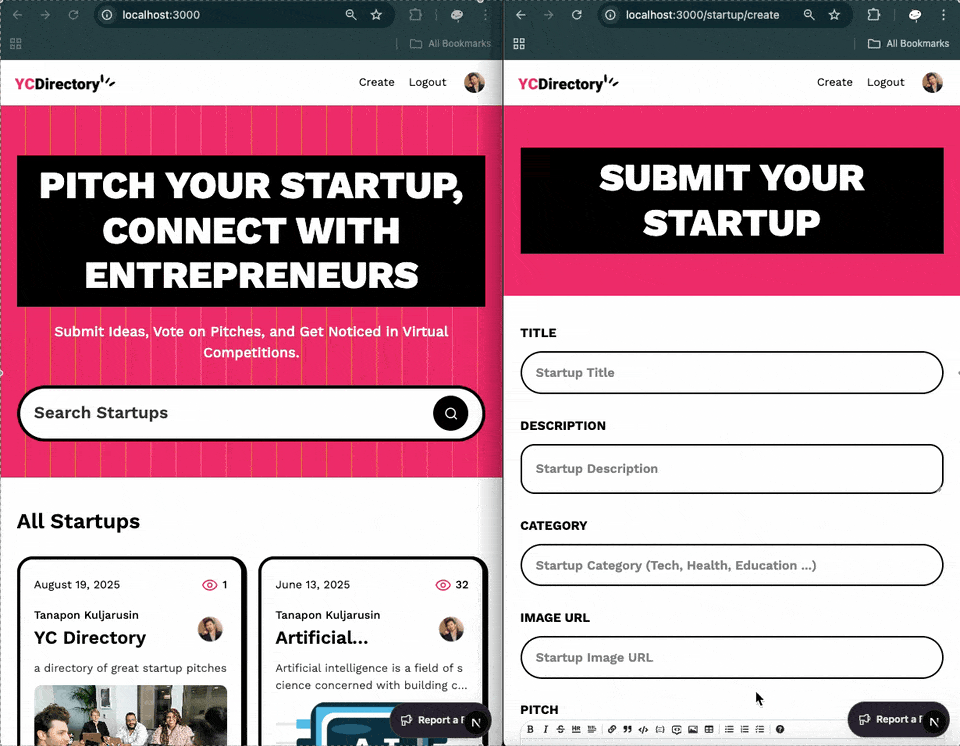 localhost:3000
All Bookmarks
YCDirectory
Create
Logout
PITCH YOUR STARTUP,
CONNECT WITH
ENTREPRENEURS
Submit Ideas, Vote on Pitches, and Get Noticed in Virtual
Competitions.
Search Startups
All Startups
August 19, 2025
1
Tanapon Kuljarusin
YC Directory
a directory of great startup pitches
June 13, 2025
32
Tanapon Kuljarusin
Artificial...
Artificial intelligence is a field of s
cience concerned with building c...
Report a
N
localhost:3000/startup/create
All Bookmarks
YCDirectory
Create
Logout
SUBMIT YOUR
STARTUP
TITLE
Startup Title
DESCRIPTION
Startup Description
CATEGORY
Startup Category (Tech, Health, Education ...)
IMAGE URL
Startup Image URL
PITCH
B I S
Report a
N